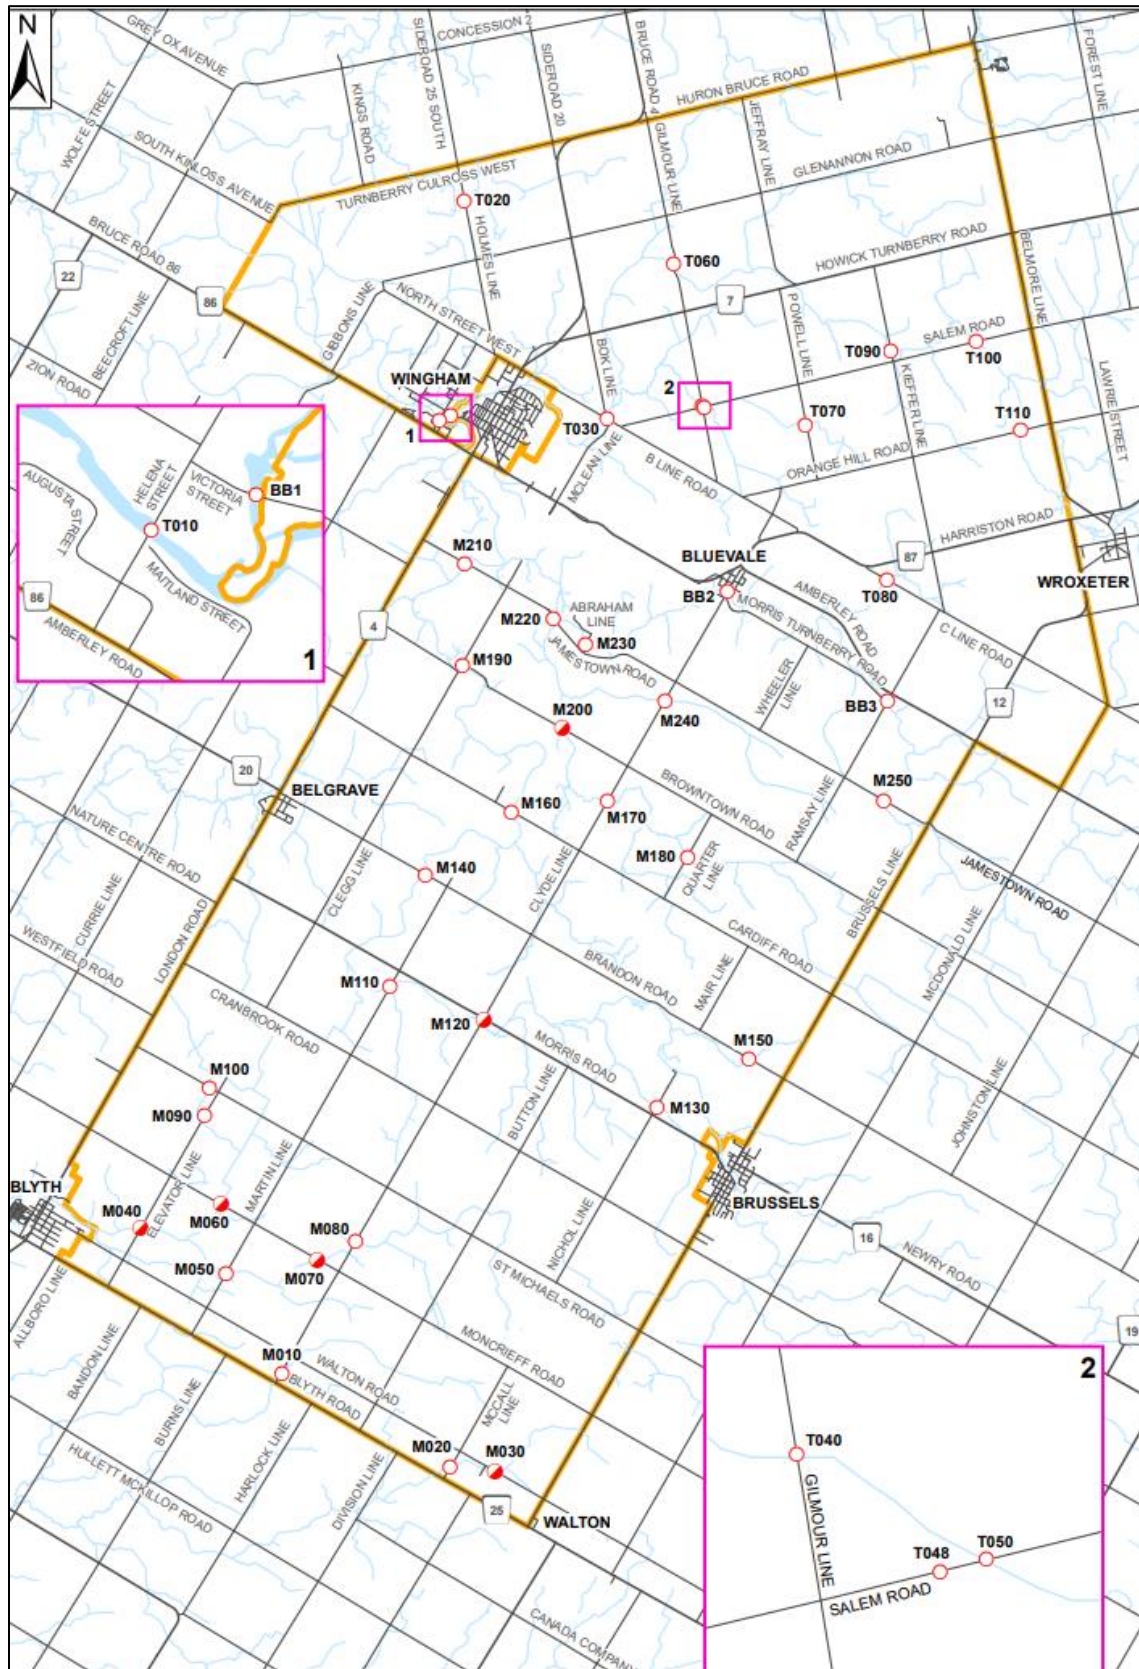 N
GREY OX AVENUE
CONCESSION 2
SIDEROAD 25 SOUTH
SIDEROAD 20
BRUCE ROAD 4
FOREST LINE
WOLFE STREET
KINGS ROAD
HURON BRUCE ROAD
JEFFRAY LINE
GILMOUR LINE
GLENANNON ROAD
SOUTH KINLOSS AVENUE
TURNBERRY CULROSS WEST
T020
HOLMES LINE
BRUCE ROAD 86
22
86
BEECROFT LINE
ZION ROAD
GIBBONS LINE
NORTH STREET WEST
T060
7
HOWICK TURNBERRY ROAD
BELMORE LINE
POWELL LINE
SALEM ROAD
T090
T100
KIEFFER LINE
LAWRIE STREET
BOK LINE
WINGHAM
1
2
T030
T070
T110
MCLEAN LINE
B LINE ROAD
ORANGE HILL ROAD
HARRISTON ROAD
87
AUGUSTA STREET
HELENA STREET
VICTORIA STREET
BB1
T010
MAITLAND STREET
86
AMBERLEY ROAD
1
M210
BLUEVALE
BB2
T080
WROXETER
M220
ABRAHAM LINE
M230
JAMESTOWN ROAD
MORRIS TURNBERRY ROAD
AMBERLEY ROAD
C LINE ROAD
4
M190
M200
M240
WHEELER LINE
BB3
12
20
BELGRAVE
M160
M170
BROWNTOWN ROAD
RAMSAY LINE
M250
NATURE CENTRE ROAD
M140
M180
QUARTER LINE
JAMESTOWN ROAD
CLEGG LINE
CLYDE LINE
BRUSSELS LINE
CURRIE LINE
LONDON ROAD
WESTFIELD ROAD
CARDIFF ROAD
BRANDON ROAD
MAIR LINE
MCDONALD LINE
M110
CRANBROOK ROAD
M120
MORRIS ROAD
M150
M100
M090
BUTTON LINE
M130
JOHNSTON LINE
BLYTH
M040
ELEVATOR LINE
M060
MARTIN LINE
BRUSSELS
M080
M050
M070
NICHOL LINE
16
NEWRY ROAD
ST MICHAELS ROAD
ALLBORO LINE
BANDON LINE
M010
WALTON ROAD
BLYTH ROAD
MONCRIEFF ROAD
19
BURNS LINE
MCCALL LINE
HULLETT MCKILLOP ROAD
HARLOCK LINE
DIVISION LINE
M020
M030
25
WALTON
CANADA COMPANY
2
T040
GILMOUR LINE
T048
T050
SALEM ROAD